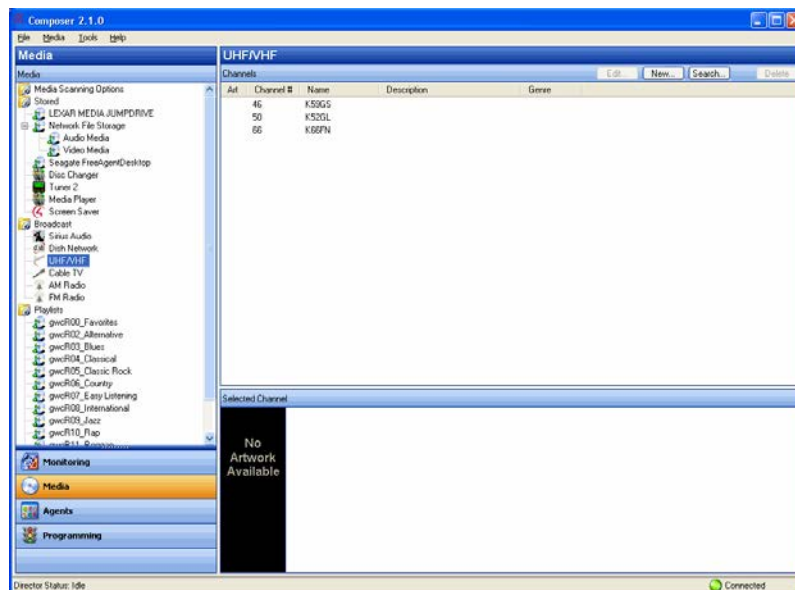 Composer 2.1.0
File Media Tools Help
Media
UHF/VHF
Media
Channels
Edit... New... Search... Delete
Media Scanning Options
Stored
LEXAR MEDIA JUMPDRIVE
Network File Storage
Audio Media
Video Media
Seagate FreeAgentDesktop
Disc Changer
Tuner 2
Media Player
Screen Saver
Broadcast
Sirius Audio
Dish Network
UHF/VHF
Cable TV
AM Radio
FM Radio
Playlists
gwcR00_Favorites
gwcR02_Alternative
gwcR03_Blues
gwcR04_Classical
gwcR05_Classic Rock
gwcR06_Country
gwcR07_Easy Listening
gwcR08_International
gwcR09_Jazz
gwcR10_Rap
Art Channel # Name Description Genre
46 K59GS
50 K52GL
66 K66FN
Selected Channel
No
Artwork
Available
Monitoring
Media
Agents
Programming
Director Status: Idle
Connected